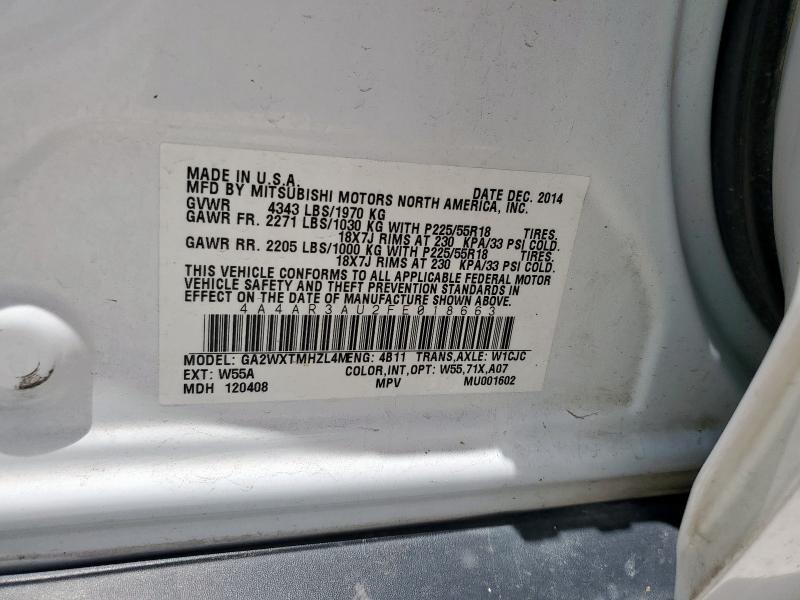 MADE IN U.S.A.
MFD BY MITSUBISHI MOTORS NORTH AMERICA, INC. DATE DEC. 2014
GVWR 4343 LBS/1970 KG
GAWR FR. 2271 LBS/1030 KG WITH P225/55R18 TIRES.
18X7J RIMS AT 230 KPA/33 PSI COLD.
GAWR RR. 2205 LBS/1000 KG WITH P225/55R18 TIRES.
18X7J RIMS AT 230 KPA/33 PSI COLD.
THIS VEHICLE CONFORMS TO ALL APPLICABLE FEDERAL MOTOR
VEHICLE SAFETY AND THEFT PREVENTION STANDARDS IN
EFFECT ON THE DATE OF MANUFACTURE SHOWN ABOVE.
4A4AR3AU2FE018663
MODEL: GA2WXTMHZL4MENG: 4B11 TRANS,AXLE: W1CJC
EXT: W55A COLOR,INT,OPT: W55,71X,A07
MDH 120408 MPV MU001602